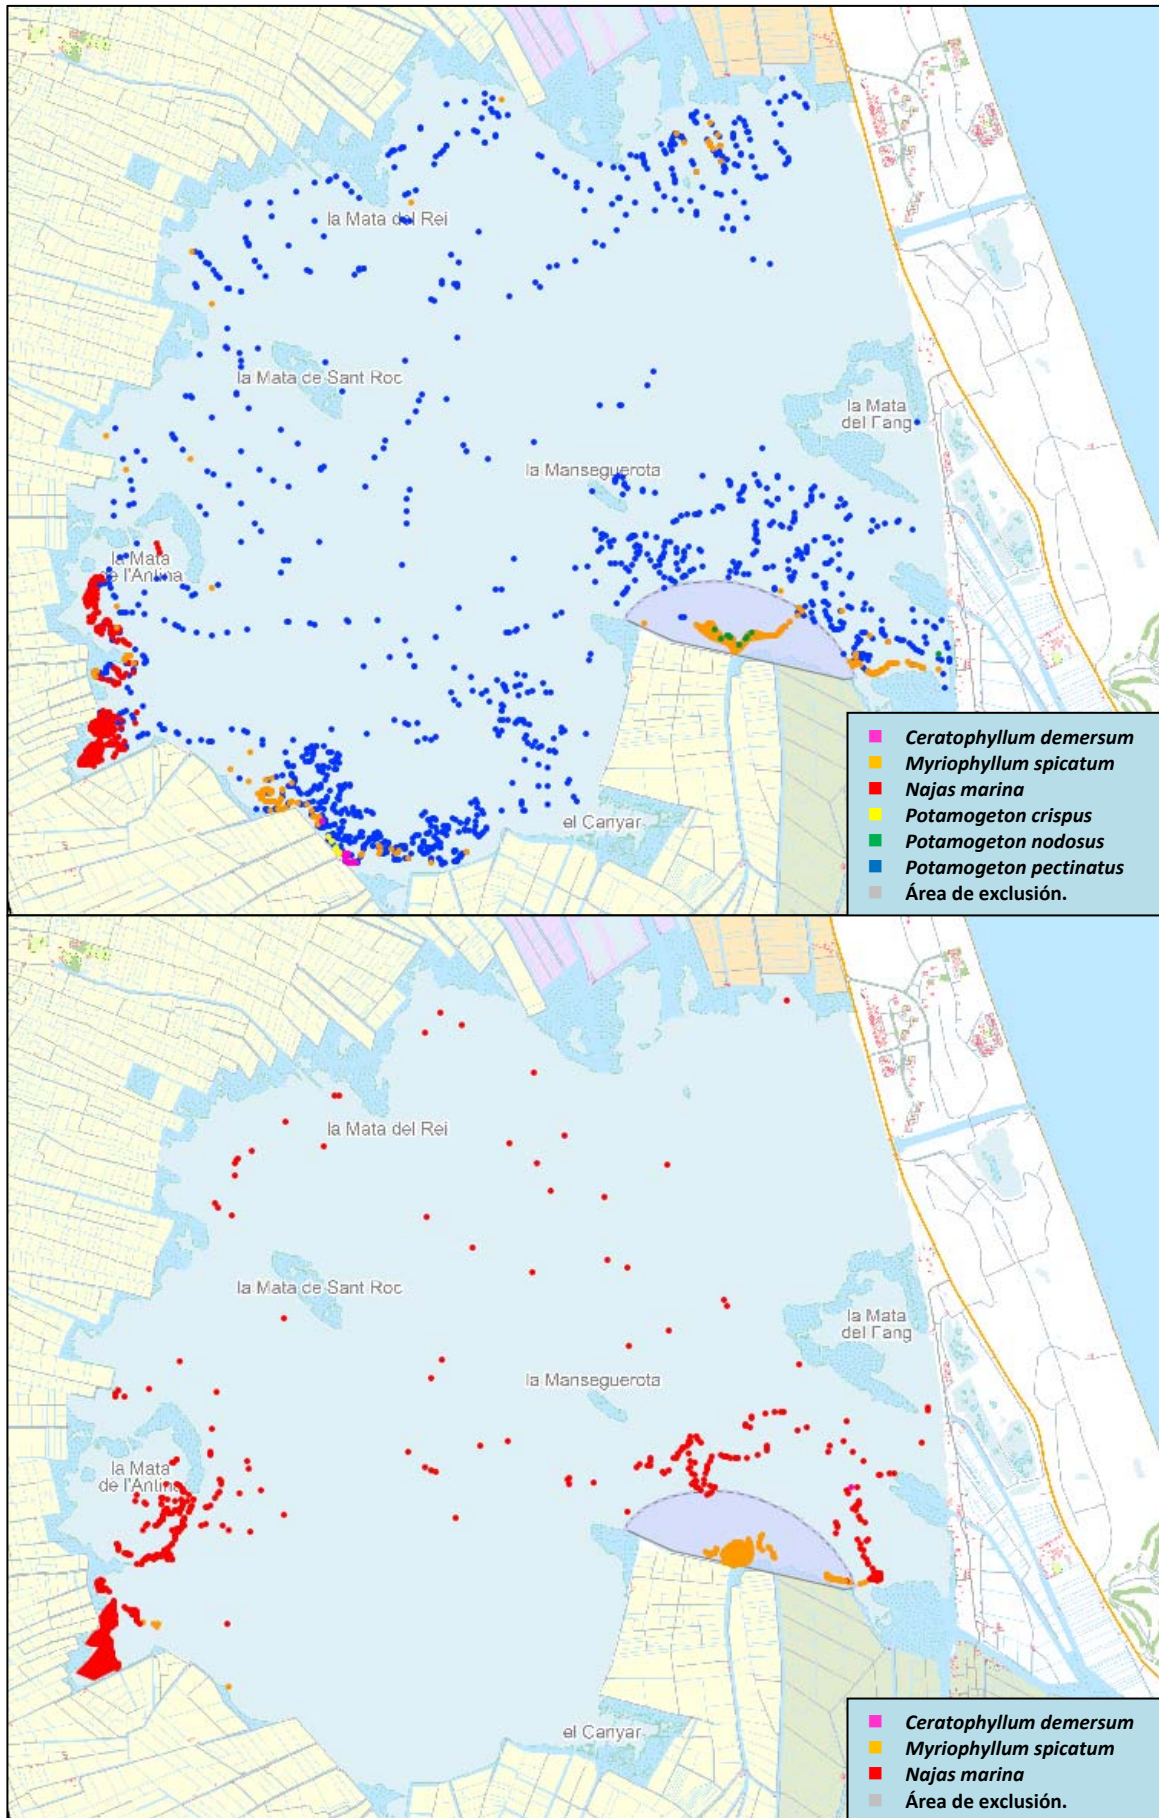 la Mata del Rei
la Mata de Sant Roc
la Mata
del Fang
la Manseguerota
la Mata
de l'Antina
el Canyar
Ceratophyllum demersum
Myriophyllum spicatum
Najas marina
Potamogeton crispus
Potamogeton nodosus
Potamogeton pectinatus
Área de exclusión.
la Mata del Rei
la Mata de Sant Roc
la Mata
del Fang
la Manseguerota
la Mata
de l'Antina
el Canyar
Ceratophyllum demersum
Myriophyllum spicatum
Najas marina
Área de exclusión.